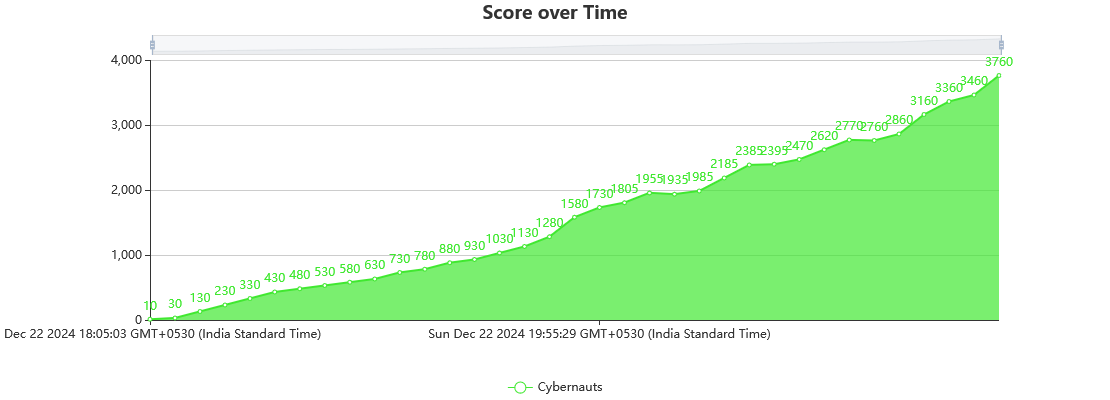 Score over Time
4,000
3,000
2,000
1,000
0
10 30 130 230 330 430 480 530 580 630 730 780 880 930 1030 1130 1280 1580 1730 1805 1955 1935 1985 2185 2385 2395 2470 2620 2770 2760 2860 3160 3360 3460 3760
Dec 22 2024 18:05:03 GMT+0530 (India Standard Time) Sun Dec 22 2024 19:55:29 GMT+0530 (India Standard Time)
Cybernauts